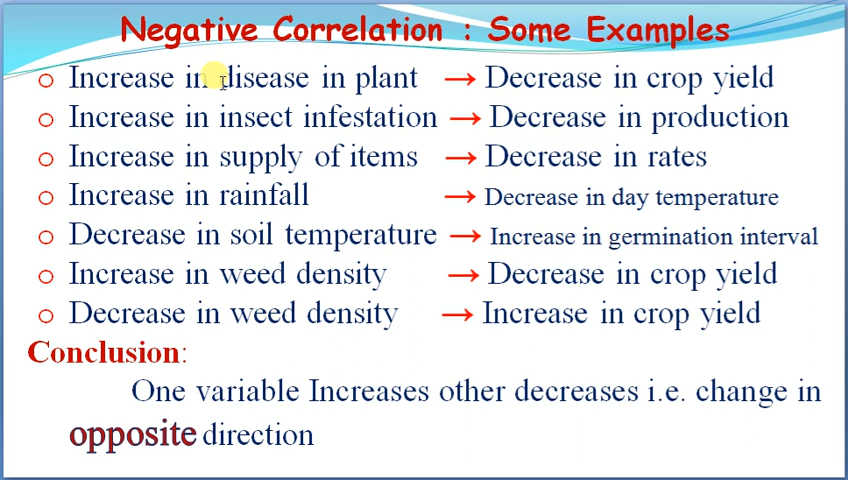 Negative Correlation : Some Examples
o Increase in disease in plant → Decrease in crop yield
o Increase in insect infestation → Decrease in production
o Increase in supply of items → Decrease in rates
o Increase in rainfall → Decrease in day temperature
o Decrease in soil temperature → Increase in germination interval
o Increase in weed density → Decrease in crop yield
o Decrease in weed density → Increase in crop yield
Conclusion:
One variable Increases other decreases i.e. change in
opposite direction